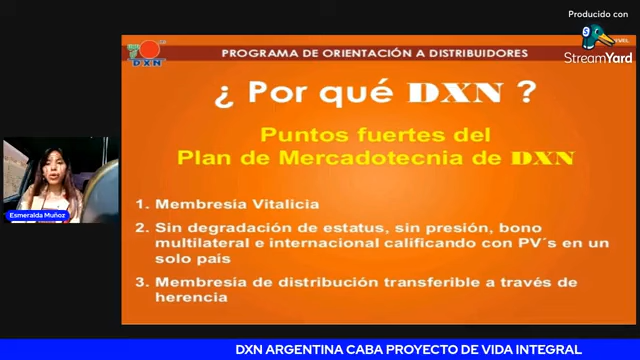 Producido con
StreamYard
DXN
PROGRAMA DE ORIENTACIÓN A DISTRIBUIDORES
¿ Por qué DXN ?
Puntos fuertes del
Plan de Mercadotecnia de DXN
1. Membresía Vitalicia
2. Sin degradación de estatus, sin presión, bono
multilateral e internacional calificando con PV´s en un
solo país
3. Membresía de distribución transferible a través de
herencia
Esmeralda Muñoz
DXN ARGENTINA CABA PROYECTO DE VIDA INTEGRAL